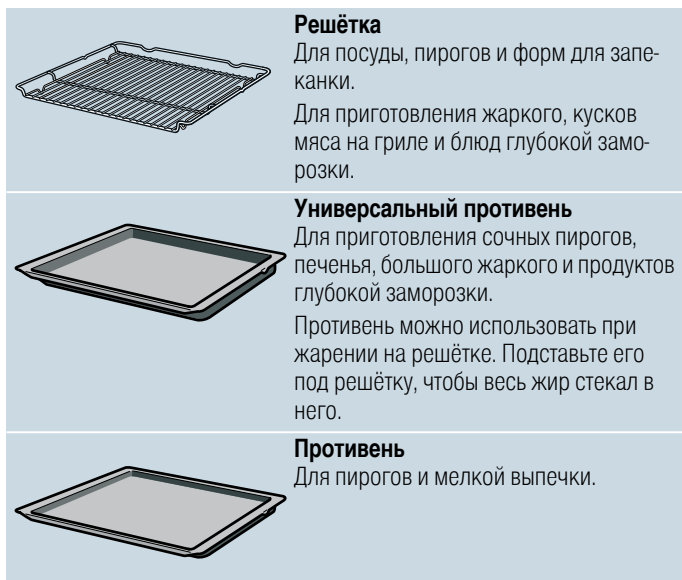 Решётка
Для посуды, пирогов и форм для запе-
канки.
Для приготовления жаркого, кусков
мяса на гриле и блюд глубокой замо-
розки.
Универсальный противень
Для приготовления сочных пирогов,
печенья, большого жаркого и продуктов
глубокой заморозки.
Противень можно использовать при
жарении на решётке. Подставьте его
под решётку, чтобы весь жир стекал в
него.
Противень
Для пирогов и мелкой выпечки.